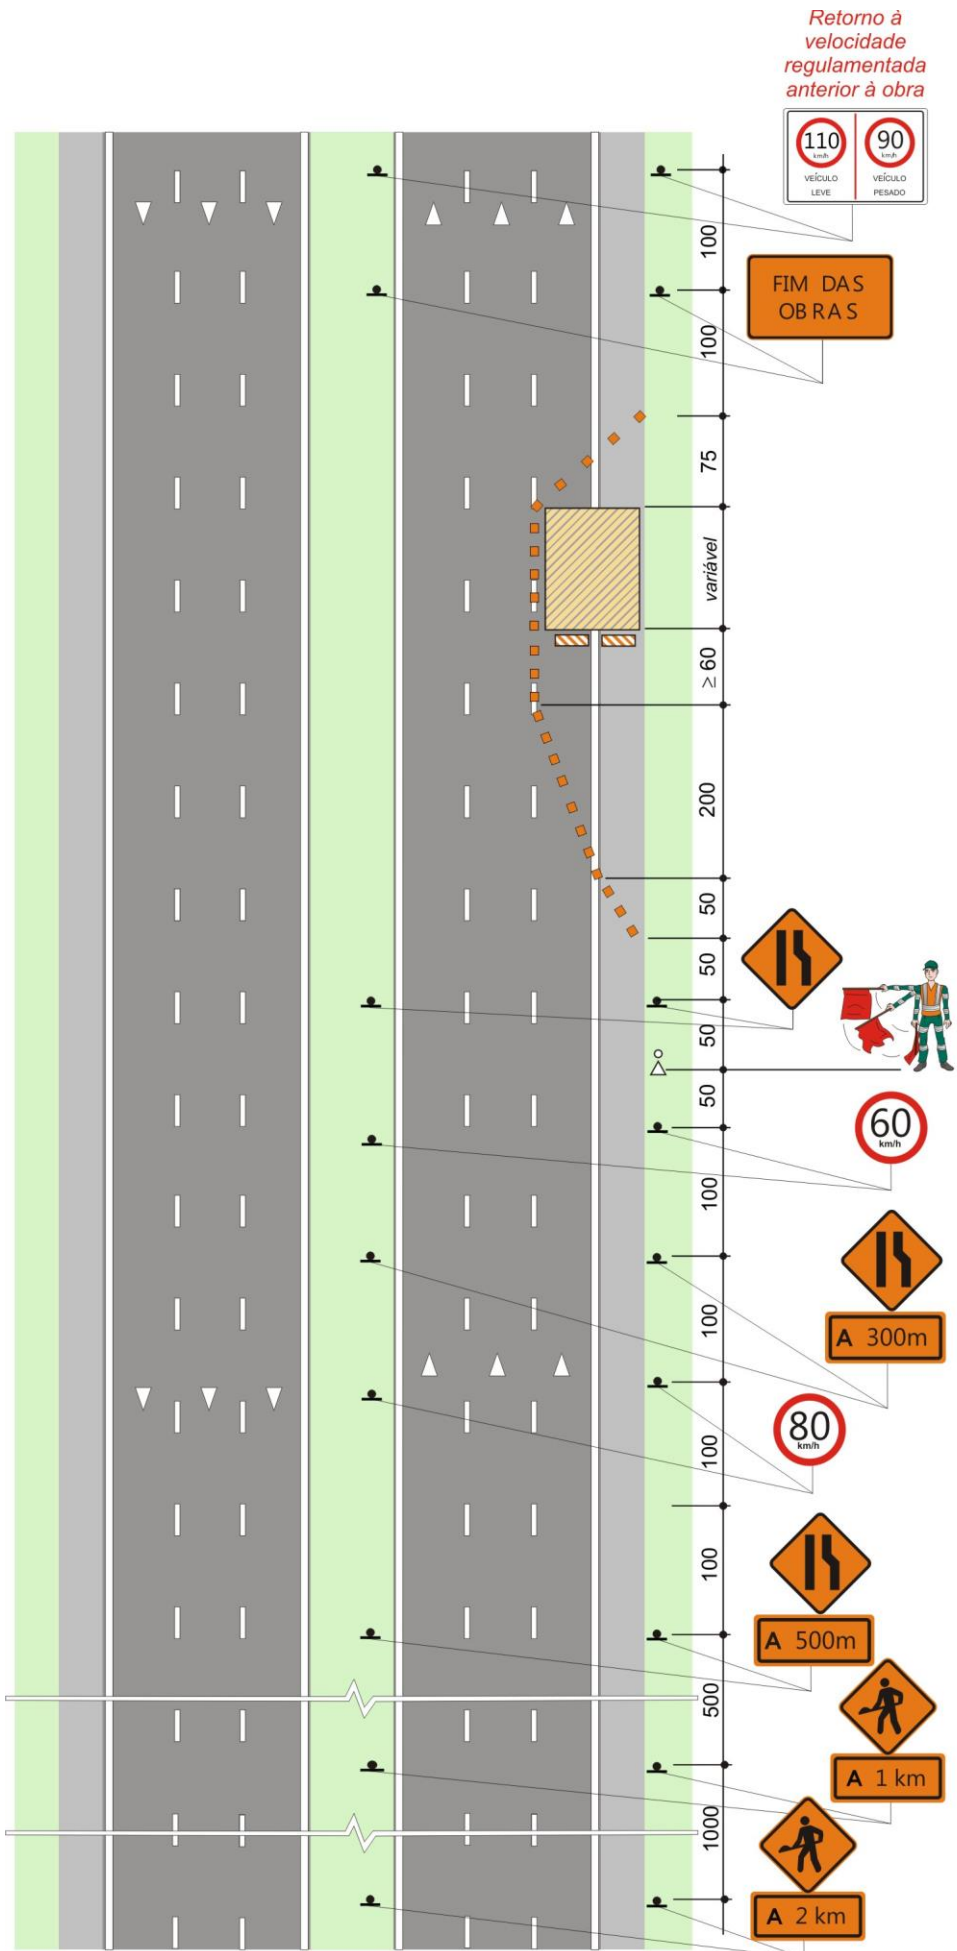 Retorno à
velocidade
regulamentada
anterior à obra
110
km/h
VEÍCULO
LEVE
90
km/h
VEÍCULO
PESADO
100
FIM DAS
OBRAS
100
75
variável
≥ 60
200
50
50
50
50
60
km/h
100
A 300m
100
80
km/h
100
100
A 500m
500
A 1 km
1000
A 2 km